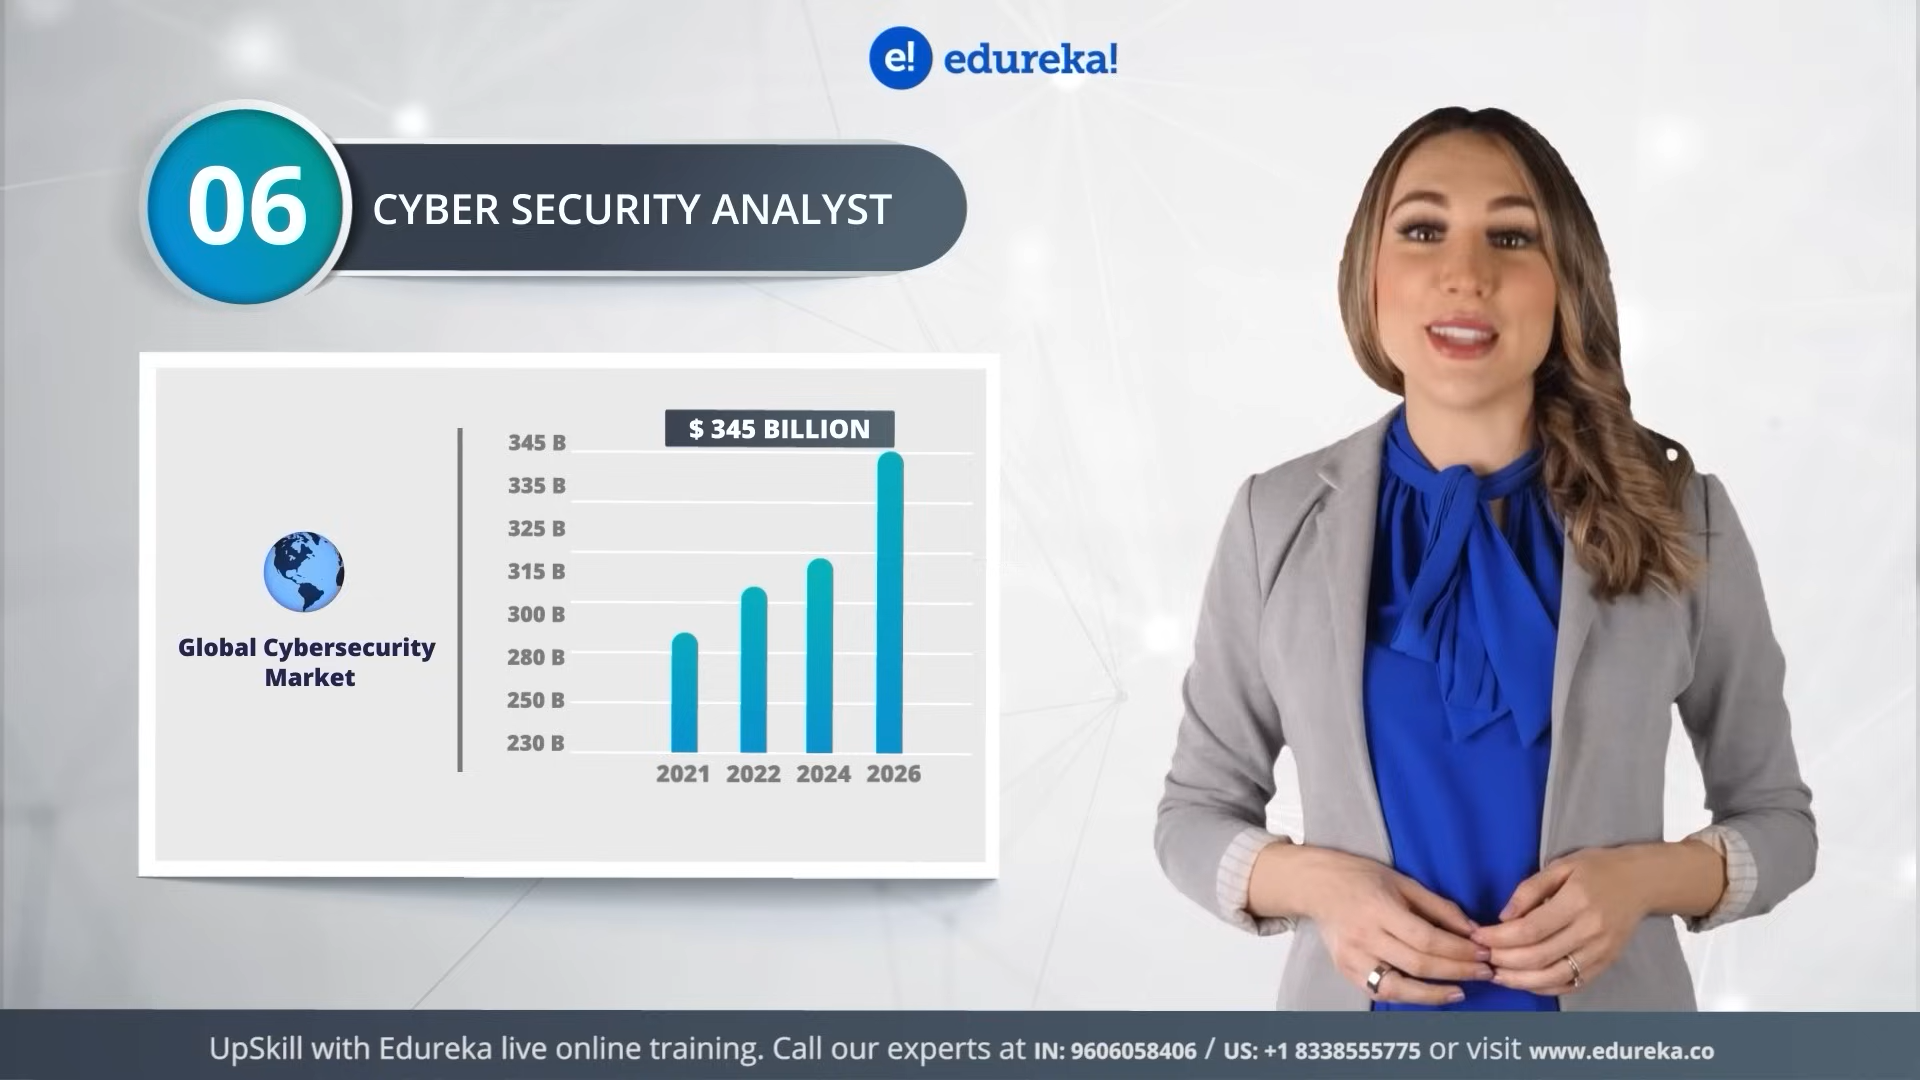 e! edureka!
06
CYBER SECURITY ANALYST
$ 345 BILLION
345 B
335 B
325 B
315 B
300 B
280 B
250 B
230 B
Global Cybersecurity
Market
2021 2022 2024 2026
UpSkill with Edureka live online training. Call our experts at IN: 9606058406 / US: +1 8338555775 or visit www.edureka.co